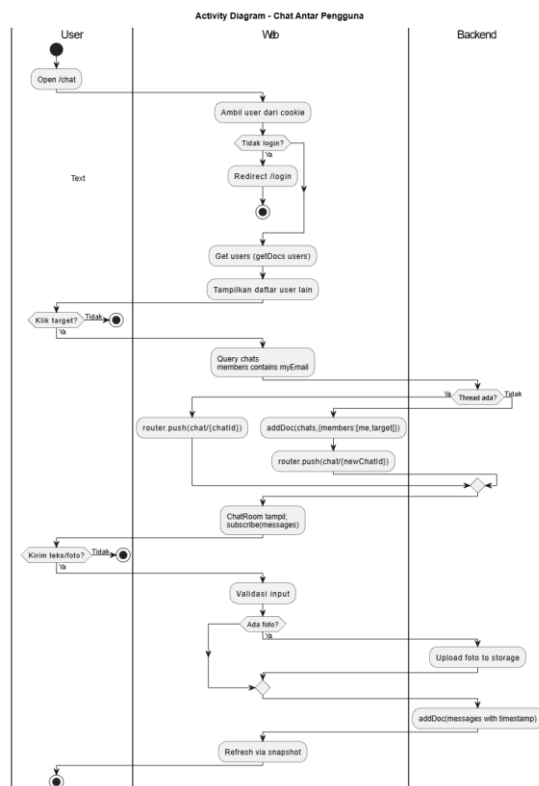 Activity Diagram - Chat Antar Pengguna
User
Web
Backend
Open /chat
Ambil user dari cookie
Tidak login?
Ya
Text
Redirect /login
Get users (getDocs users)
Tampilkan daftar user lain
Klik target?
Tidak
Ya
Query chats
members contains myEmail
Thread ada?
Ya
Tidak
router.push(chat/{chatId})
addDoc(chats,{members:[me,target]})
router.push(chat/{newChatId})
ChatRoom tampil;
subscribe(messages)
Kirim teks/foto?
Tidak
Ya
Validasi input
Ada foto?
Ya
Upload foto to storage
addDoc(messages with timestamp)
Refresh via snapshot